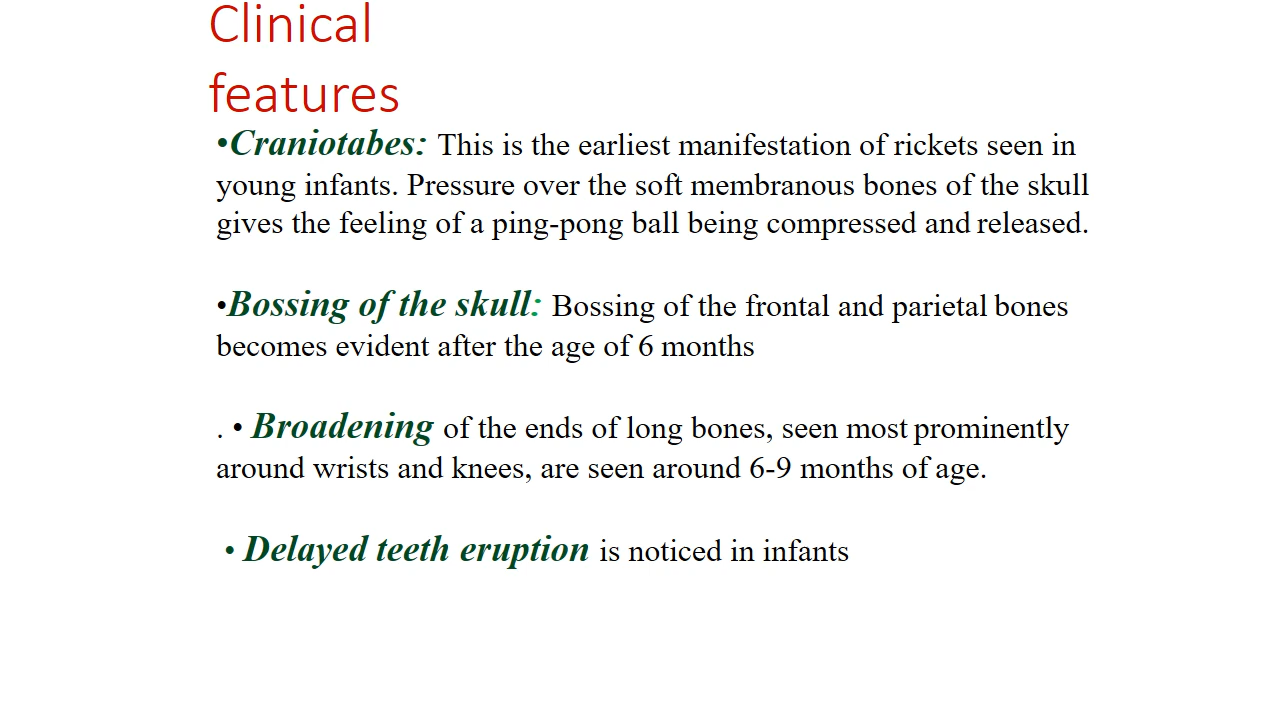 Clinical
features
•Craniotabes: This is the earliest manifestation of rickets seen in
young infants. Pressure over the soft membranous bones of the skull
gives the feeling of a ping-pong ball being compressed and released.
•Bossing of the skull: Bossing of the frontal and parietal bones
becomes evident after the age of 6 months
. • Broadening of the ends of long bones, seen most prominently
around wrists and knees, are seen around 6-9 months of age.
• Delayed teeth eruption is noticed in infants